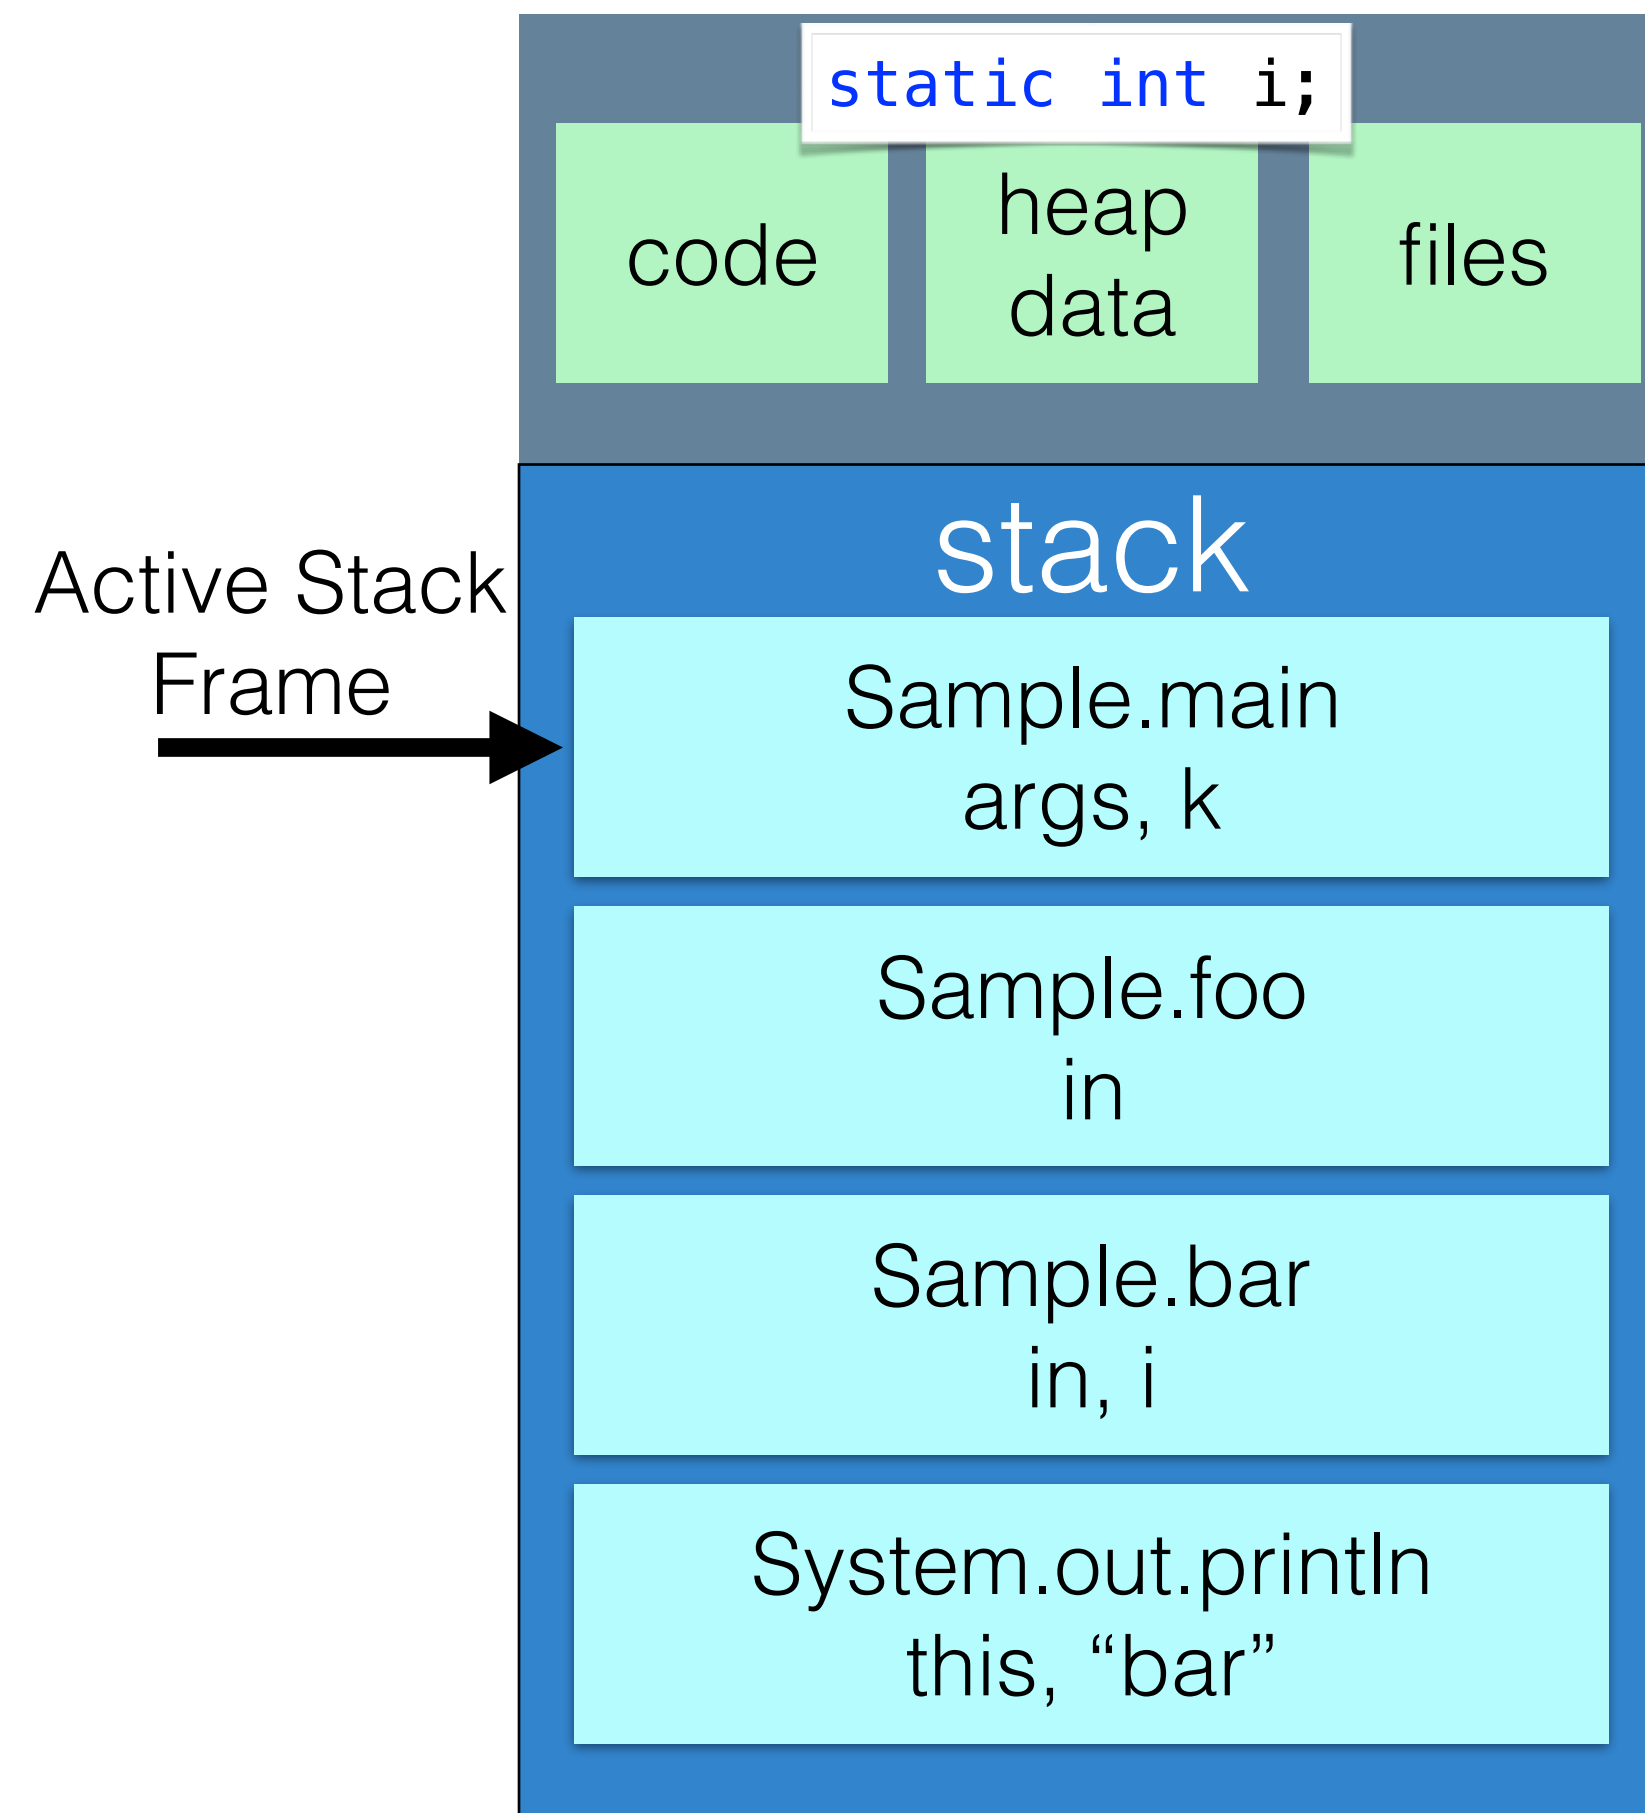 static int i;
code
heap
data
files
stack
Active Stack
Frame
Sample.main
args, k
Sample.foo
in
Sample.bar
in, i
System.out.println
this, “bar”